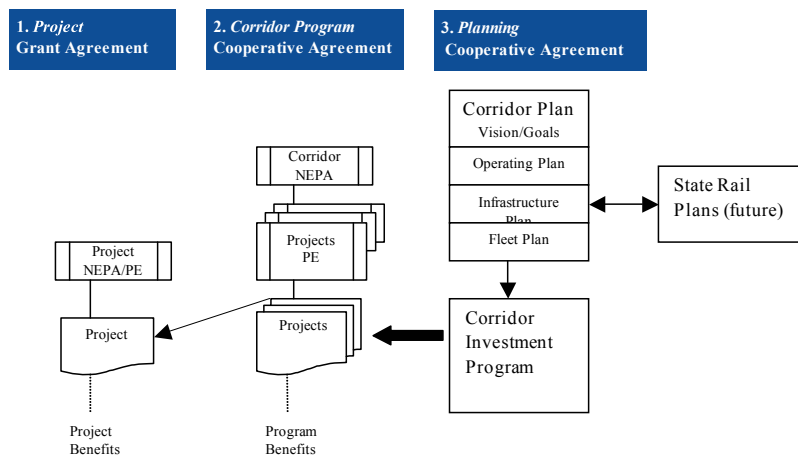 1. Project
Grant Agreement
2. Corridor Program
Cooperative Agreement
3. Planning
Cooperative Agreement
Corridor Plan
Vision/Goals
Operating Plan
Infrastructure
Plan
Fleet Plan
State Rail
Plans (future)
Corridor
NEPA
Projects
PE
Project
NEPA/PE
Project
Projects
Corridor
Investment
Program
Project
Benefits
Program
Benefits